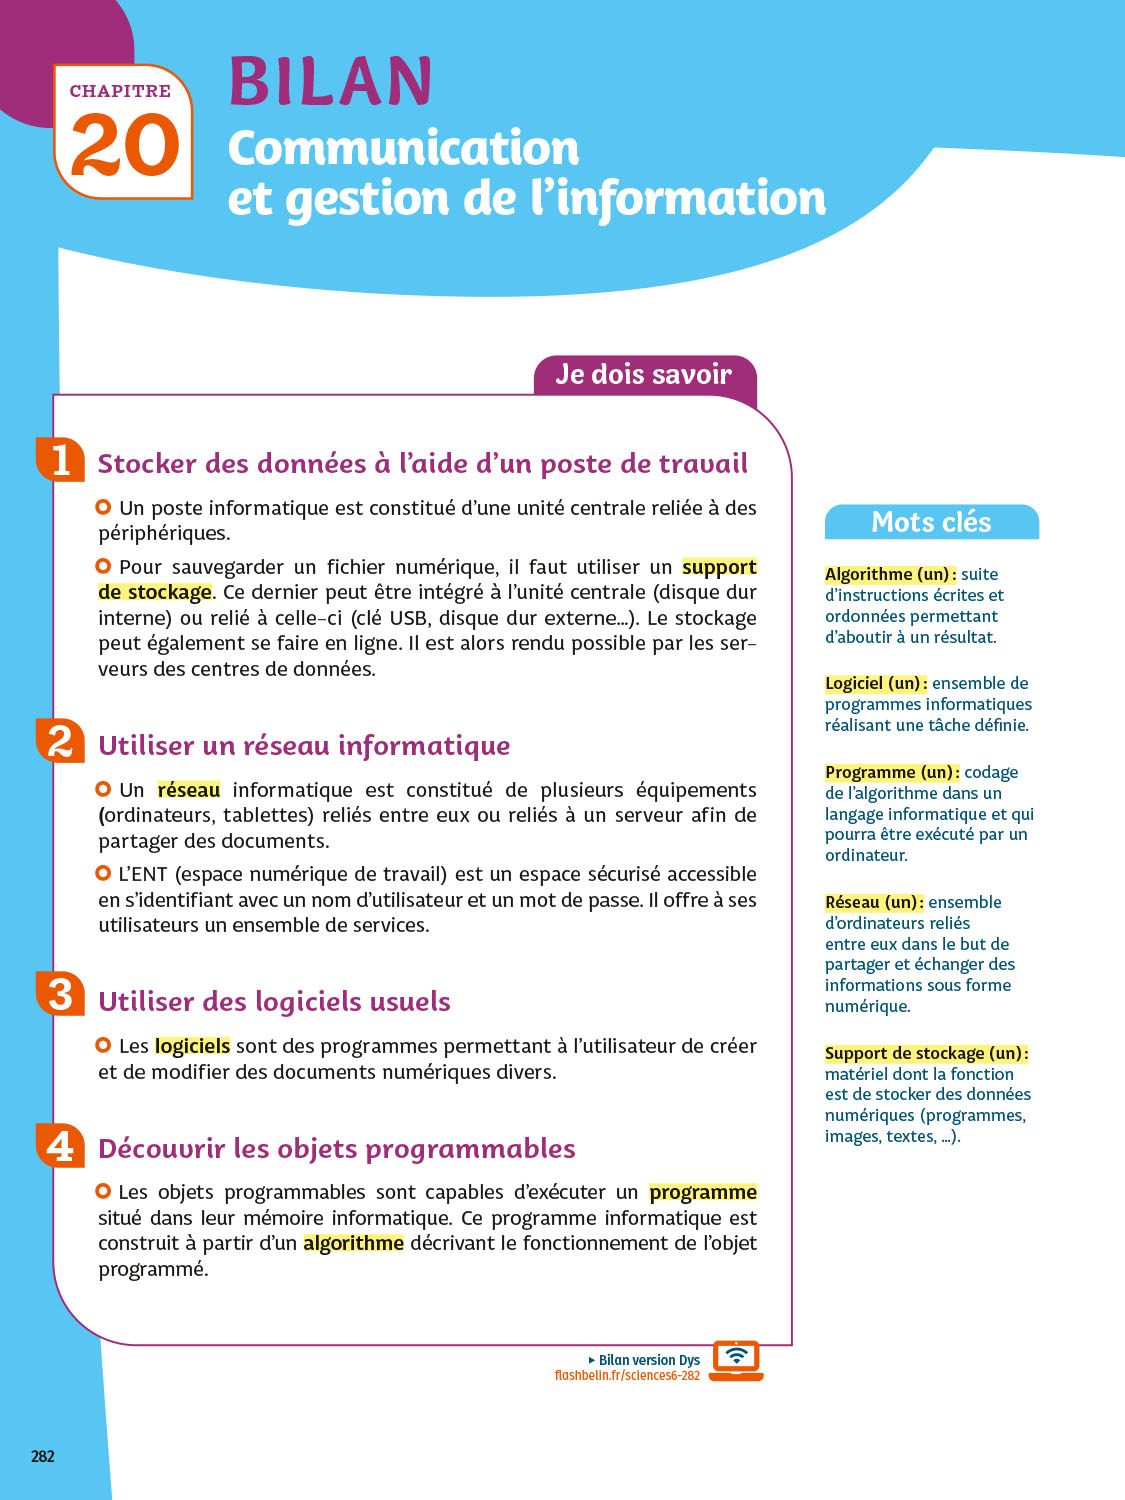 CHAPITRE
20
BILAN
Communication
et gestion de l'information
Je dois savoir
1 Stocker des données à l'aide d'un poste de travail
Un poste informatique est constitué d'une unité centrale reliée à des
périphériques.
Pour sauvegarder un fichier numérique, il faut utiliser un support
de stockage. Ce dernier peut être intégré à l'unité centrale (disque dur
interne) ou relié à celle-ci (clé USB, disque dur externe...). Le stockage
peut également se faire en ligne. Il est alors rendu possible par les ser-
veurs des centres de données.
2 Utiliser un réseau informatique
Un réseau informatique est constitué de plusieurs équipements
(ordinateurs, tablettes) reliés entre eux ou reliés à un serveur afin de
partager des documents.
L'ENT (espace numérique de travail) est un espace sécurisé accessible
en s'identifiant avec un nom d'utilisateur et un mot de passe. Il offre à ses
utilisateurs un ensemble de services.
3 Utiliser des logiciels usuels
Les logiciels sont des programmes permettant à l'utilisateur de créer
et de modifier des documents numériques divers.
4 Découvrir les objets programmables
Les objets programmables sont capables d'exécuter un programme
situé dans leur mémoire informatique. Ce programme informatique est
construit à partir d'un algorithme décrivant le fonctionnement de l'objet
programmé.
▸ Bilan version Dys
flashbelin.fr/sciences6-282
Mots clés
Algorithme (un) : suite
d'instructions écrites et
ordonnées permettant
d'aboutir à un résultat.
Logiciel (un) : ensemble de
programmes informatiques
réalisant une tâche définie.
Programme (un) : codage
de l'algorithme dans un
langage informatique et qui
pourra être exécuté par un
ordinateur.
Réseau (un) : ensemble
d'ordinateurs reliés
entre eux dans le but de
partager et échanger des
informations sous forme
numérique.
Support de stockage (un) :
matériel dont la fonction
est de stocker des données
numériques (programmes,
images, textes, ...).
282